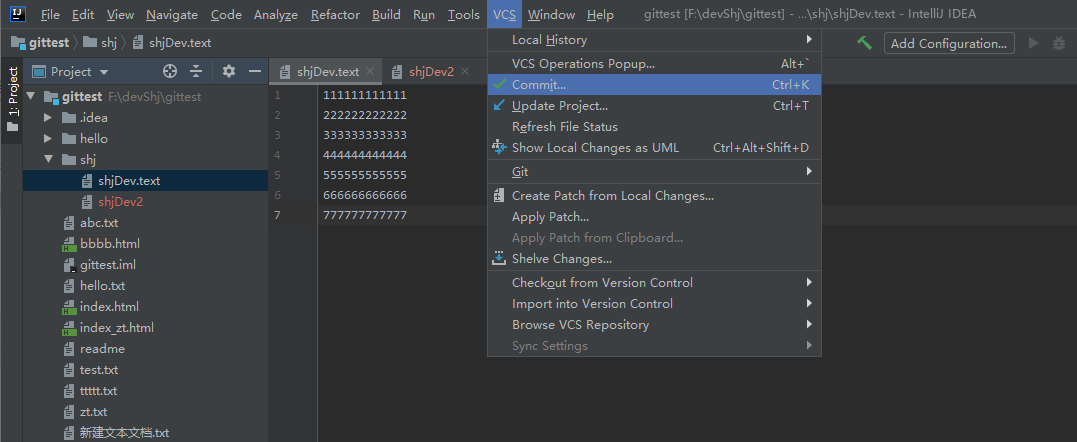 File Edit View Navigate Code Analyze Refactor Build Run Tools VCS Window Help gittest [F:\devShj\gittest] - ...\shj\shjDev.text - IntelliJ IDEA
gittest shj shjDev.text
Add Configuration...
1: Project
Project
shjDev.text
shjDev2
gittest F:\devShj\gittest
.idea
hello
shj
shjDev.text
shjDev2
abc.txt
bbbb.html
gittest.iml
hello.txt
index.html
index_zt.html
readme
test.txt
ttttt.txt
zt.txt
新建文本文档.txt
1 111111111111
2 222222222222
3 333333333333
4 444444444444
5 555555555555
6 666666666666
7 777777777777
Local History
VCS Operations Popup... Alt+`
Commit... Ctrl+K
Update Project... Ctrl+T
Refresh File Status
Show Local Changes as UML Ctrl+Alt+Shift+D
Git
Create Patch from Local Changes...
Apply Patch...
Apply Patch from Clipboard...
Shelve Changes...
Checkout from Version Control
Import into Version Control
Browse VCS Repository
Sync Settings